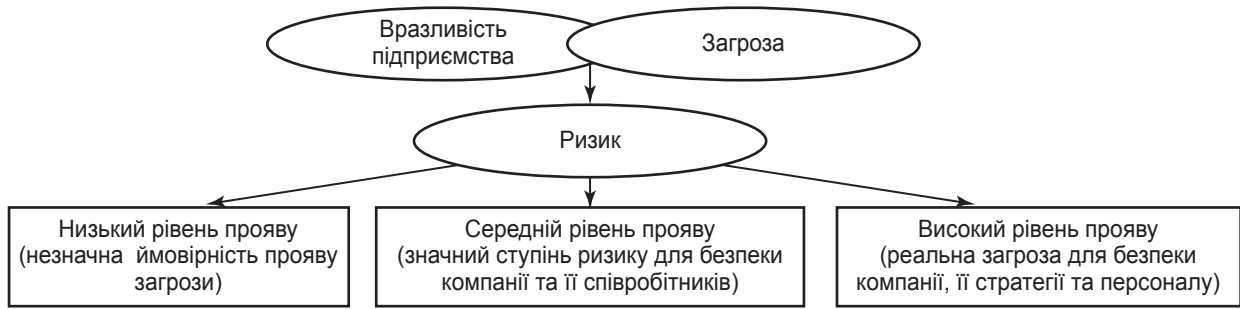 Вразливість
підприємства
Загроза
Ризик
Низький рівень прояву
(незначна ймовірність прояву
загрози)
Середній рівень прояву
(значний ступінь ризику для безпеки
компанії та її співробітників)
Високий рівень прояву
(реальна загроза для безпеки
компанії, її стратегії та персоналу)